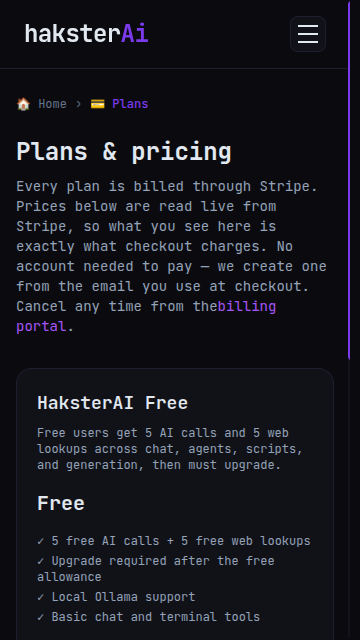 haksterAi
🏠 Home › 💳 Plans
Plans & pricing
Every plan is billed through Stripe.
Prices below are read live from
Stripe, so what you see here is
exactly what checkout charges. No
account needed to pay — we create one
from the email you use at checkout.
Cancel any time from thebilling
portal.
HaksterAI Free
Free users get 5 AI calls and 5 web
lookups across chat, agents, scripts,
and generation, then must upgrade.
Free
✓ 5 free AI calls + 5 free web lookups
✓ Upgrade required after the free
allowance
✓ Local Ollama support
✓ Basic chat and terminal tools